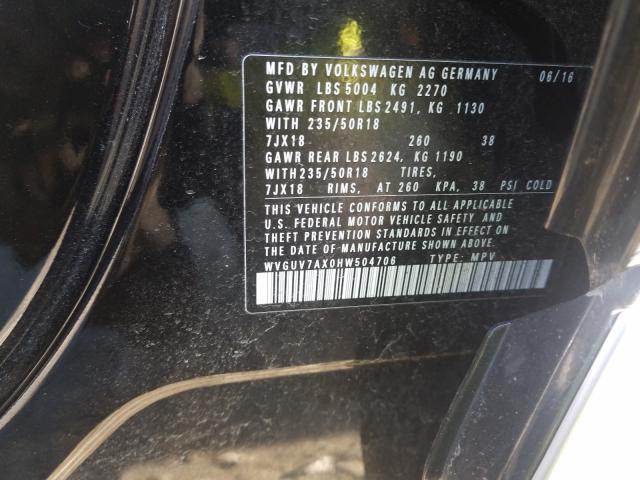 MFD BY VOLKSWAGEN AG GERMANY 06/16
GVWR LBS 5004 KG 2270
GAWR FRONT LBS 2491, KG 1130
WITH 235/50R18
7JX18 260 38
GAWR REAR LBS 2624, KG 1190
WITH 235/50R18 TIRES,
7JX18 RIMS, AT 260 KPA, 38 PSI COLD
THIS VEHICLE CONFORMS TO ALL APPLICABLE
U.S. FEDERAL MOTOR VEHICLE SAFETY AND
THEFT PREVENTION STANDARDS IN EFFECT ON
THE DATE OF MANUFACTURE SHOWN ABOVE.
WVGUV7AX0HW504706 TYPE: MPV